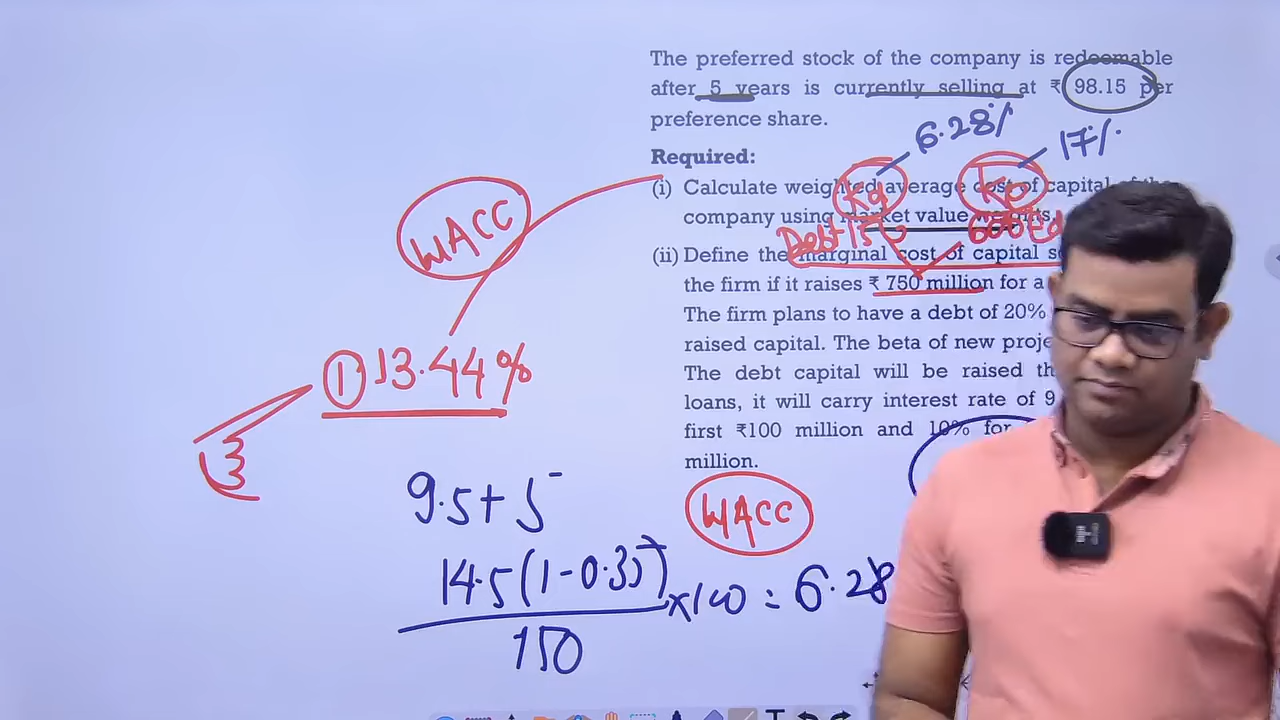 The preferred stock of the company is redeemable
after 5 years is currently selling at ₹ 98.15 per
preference share.
6.28%
17%
Required:
(i) Calculate weighted average cost of capital of the
company using market value weights.
Kd
Ke
Debt 150
600
(ii) Define the marginal cost of capital
the firm if it raises ₹ 750 million for a
The firm plans to have a debt of 20%
raised capital. The beta of new
The debt capital will be raised
loans, it will carry interest rate of 9
first ₹100 million and 10% for
million.
WACC
① 13.44%
WACC
9.5+5
14.5(1-0.35)
x100 = 6.28
150